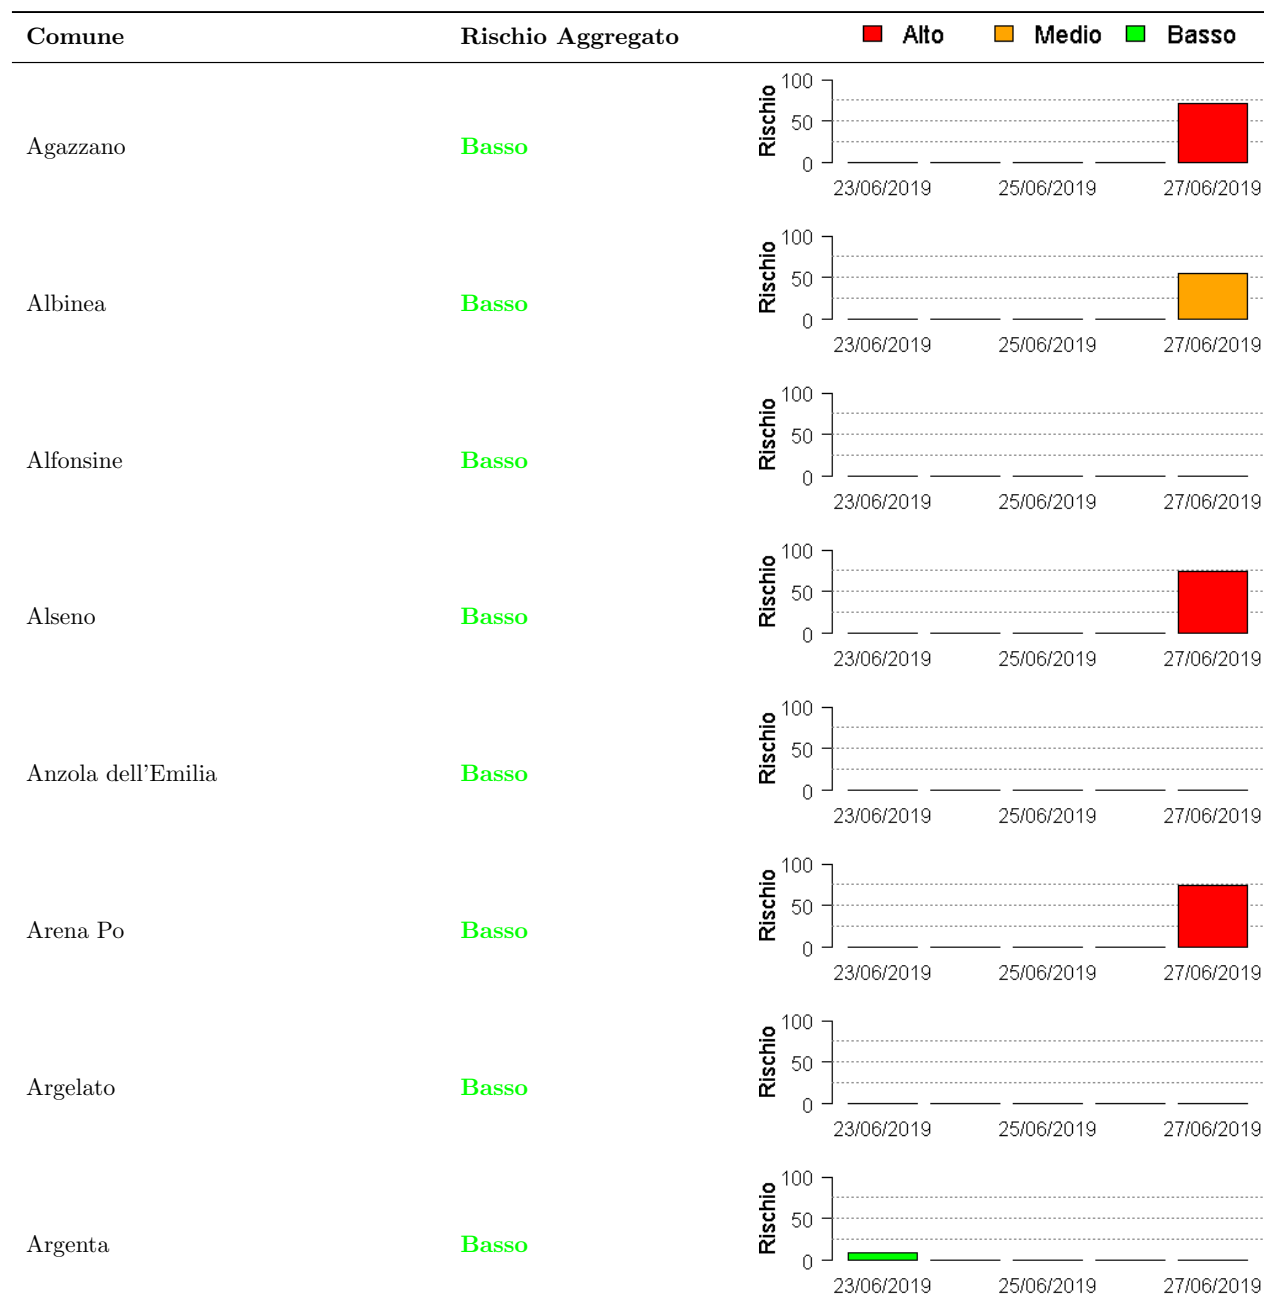 Comune Rischio Aggregato Alto Medio Basso
100
50
0
Rischio
Agazzano Basso
23/06/2019 25/06/2019 27/06/2019
100
50
0
Rischio
Albinea Basso
23/06/2019 25/06/2019 27/06/2019
100
50
0
Rischio
Alfonsine Basso
23/06/2019 25/06/2019 27/06/2019
100
50
0
Rischio
Alseno Basso
23/06/2019 25/06/2019 27/06/2019
100
50
0
Rischio
Anzola dell'Emilia Basso
23/06/2019 25/06/2019 27/06/2019
100
50
0
Rischio
Arena Po Basso
23/06/2019 25/06/2019 27/06/2019
100
50
0
Rischio
Argelato Basso
23/06/2019 25/06/2019 27/06/2019
100
50
0
Rischio
Argenta Basso
23/06/2019 25/06/2019 27/06/2019